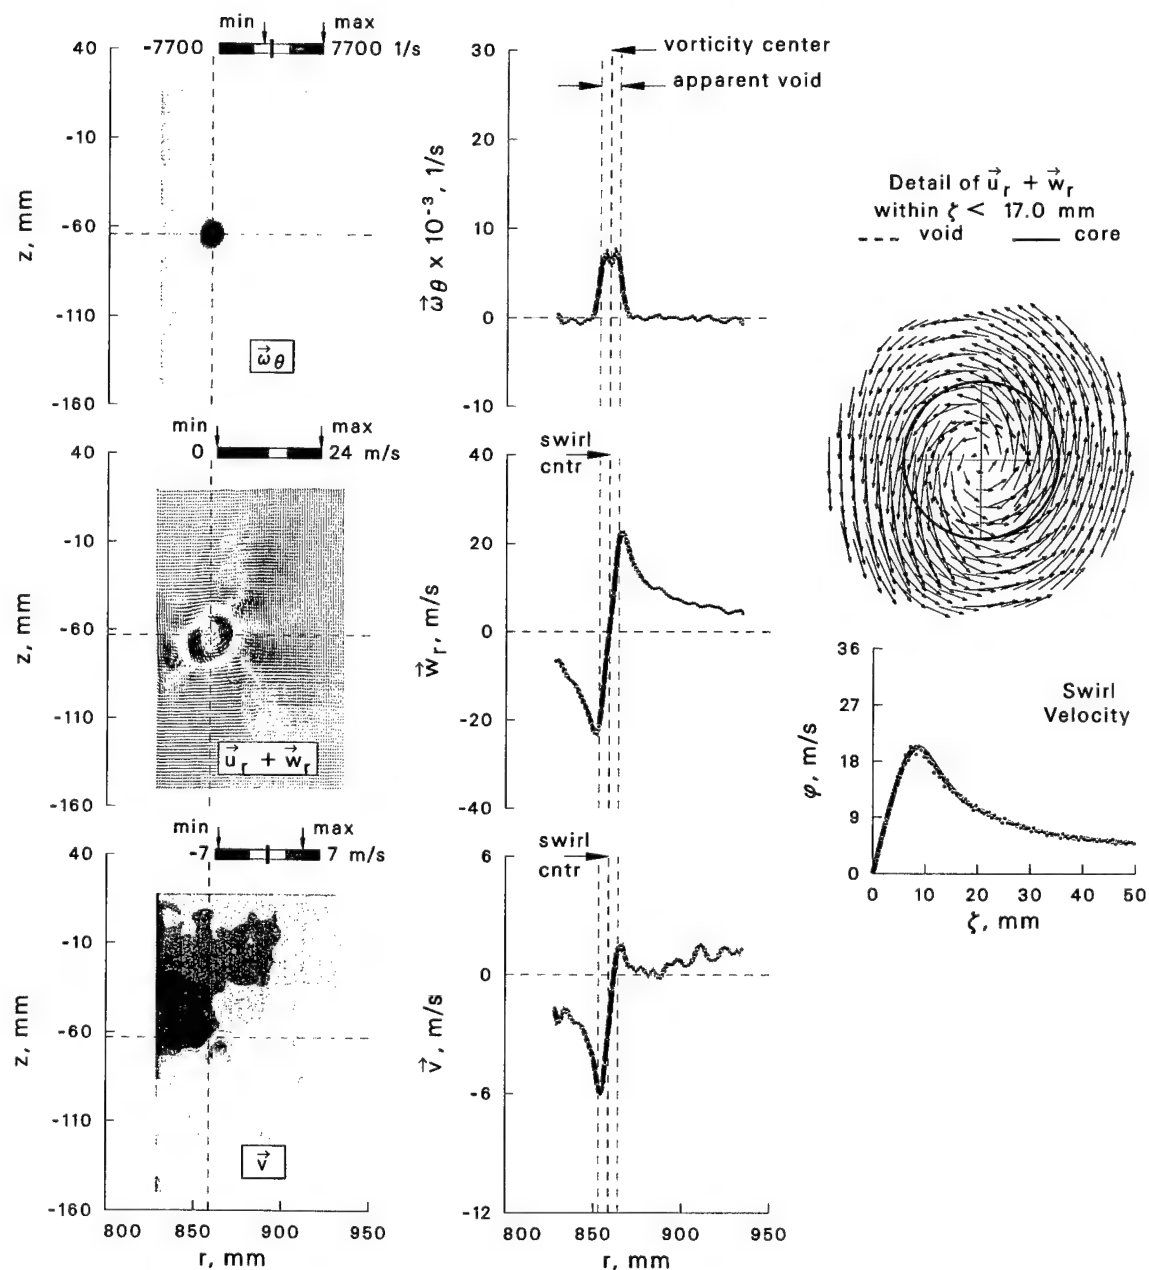 min
max
-7700
7700 1/s
40
-10
-60
-110
-160
z, mm
ω⃗θ
min
max
0
24 m/s
40
-10
-60
-110
-160
z, mm
u⃗r + w⃗r
min
max
-7
7 m/s
40
-10
-60
-110
-160
z, mm
v⃗
800
850
900
950
r, mm
vorticity center
apparent void
30
20
10
0
-10
ω⃗θ x 10⁻³, 1/s
swirl
cntr
40
20
0
-20
-40
w⃗r, m/s
swirl
cntr
6
0
-6
-12
v⃗, m/s
800
850
900
950
r, mm
Detail of u⃗r + w⃗r
within ζ < 17.0 mm
void
core
36
27
18
9
0
φ, m/s
Swirl
Velocity
0
10
20
30
40
50
ζ, mm